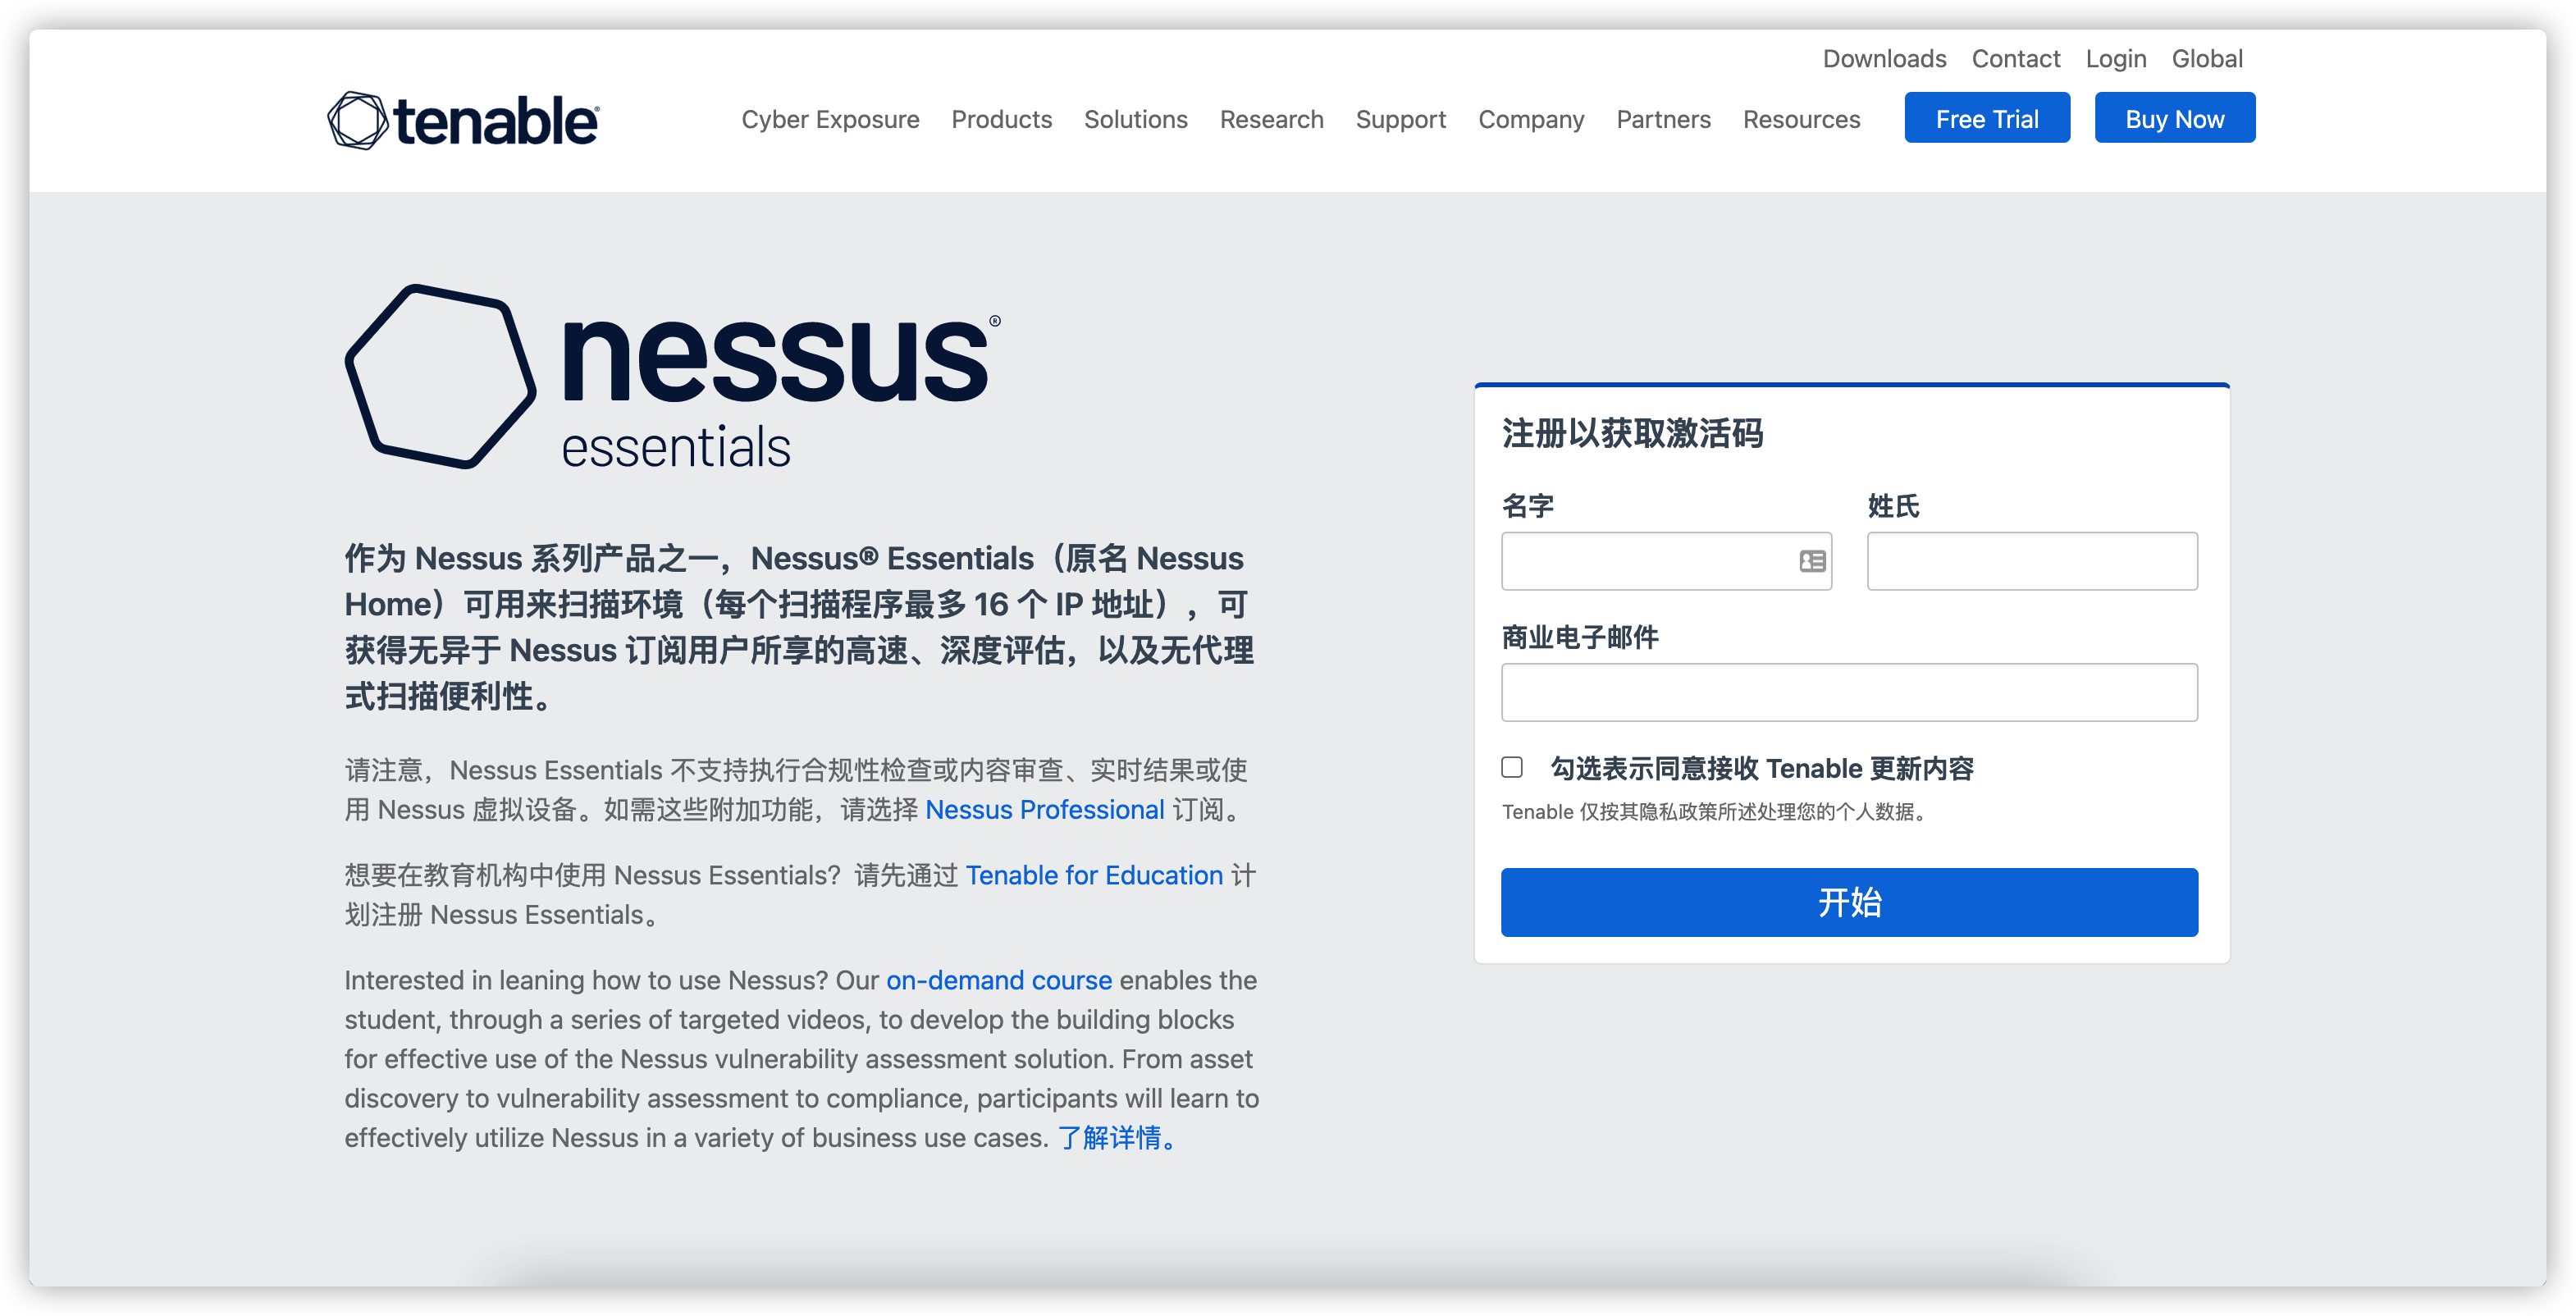 Downloads Contact Login Global
tenable®
Cyber Exposure Products Solutions Research Support Company Partners Resources Free Trial Buy Now
nessus®
essentials
作为 Nessus 系列产品之一，Nessus® Essentials（原名 Nessus
Home）可用来扫描环境（每个扫描程序最多 16 个 IP 地址），可
获得无异于 Nessus 订阅用户所享的高速、深度评估，以及无代理
式扫描便利性。
请注意，Nessus Essentials 不支持执行合规性检查或内容审查、实时结果或使
用 Nessus 虚拟设备。如需这些附加功能，请选择 Nessus Professional 订阅。
想要在教育机构中使用 Nessus Essentials？请先通过 Tenable for Education 计
划注册 Nessus Essentials。
Interested in leaning how to use Nessus? Our on-demand course enables the
student, through a series of targeted videos, to develop the building blocks
for effective use of the Nessus vulnerability assessment solution. From asset
discovery to vulnerability assessment to compliance, participants will learn to
effectively utilize Nessus in a variety of business use cases. 了解详情。
注册以获取激活码
名字 姓氏
商业电子邮件
勾选表示同意接收 Tenable 更新内容
Tenable 仅按其隐私政策所述处理您的个人数据。
开始